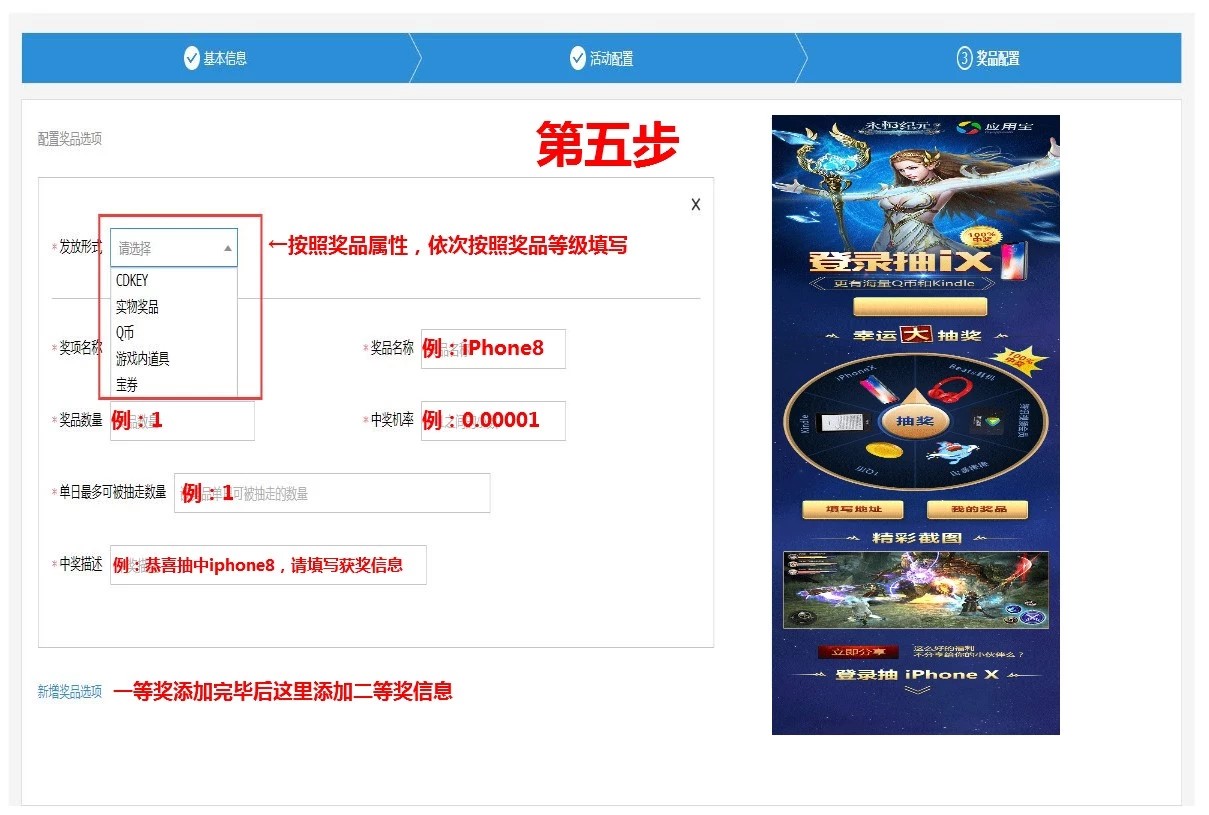 基本信息
活动配置
3 奖品配置
配置奖品选项
第五步
X
*发放形式
请选择
←按照奖品属性，依次按照奖品等级填写
CDKEY
实物奖品
Q币
游戏内道具
宝券
*奖项名称
*奖品名称
例：iPhone8
*奖品数量
例：1
*中奖机率
例：0.00001
*单日最多可被抽走数量
例：1
可被抽走的数量
*中奖描述
例：恭喜抽中iphone8，请填写获奖信息
新增奖品选项
一等奖添加完毕后这里添加二等奖信息
永恒纪元
应用宝
100%
中奖
登录抽iX
更有海量Q币和Kindle
幸运大抽奖
100%
中奖
iPhoneX
Beats耳机
Kindle
抽奖
填写地址
我的奖品
精彩截图
立即分享
这么好的福利
不分享给你的小伙伴么？
登录抽 iPhone X